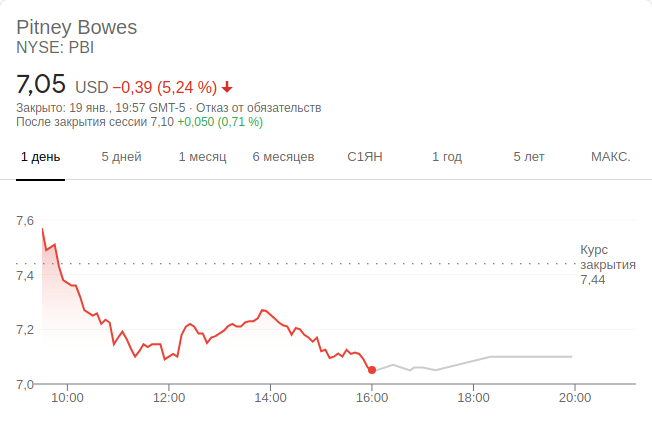 Pitney Bowes
NYSE: PBI
7,05 USD −0,39 (5,24 %)
Закрыто: 19 янв., 19:57 GMT-5 · Отказ от обязательств
После закрытия сессии 7,10 +0,050 (0,71 %)
1 день 5 дней 1 месяц 6 месяцев С1ЯН 1 год 5 лет МАКС.
7,6
Курс
закрытия
7,44
7,4
7,2
7,0
10:00 12:00 14:00 16:00 18:00 20:00